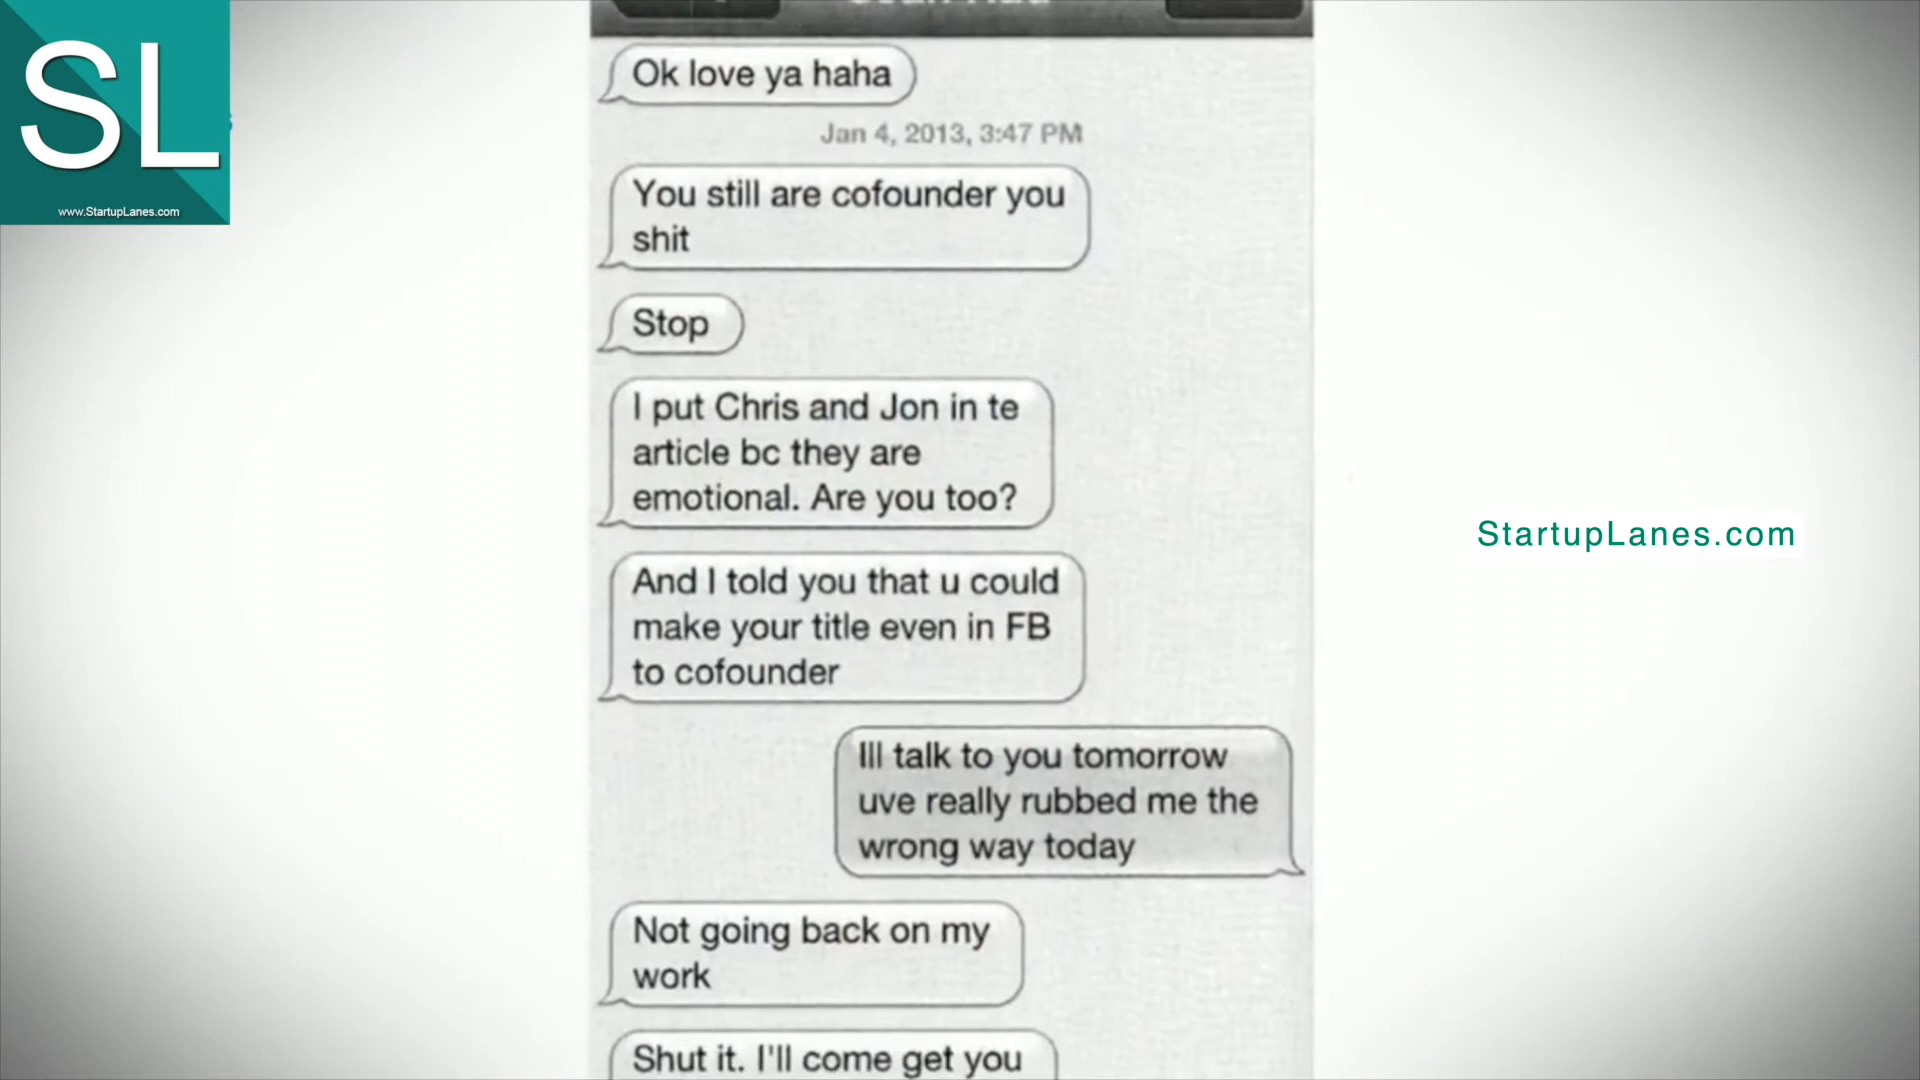 SL
www.StartupLanes.com
Ok love ya haha
Jan 4, 2013, 3:47 PM
You still are cofounder you
shit
Stop
I put Chris and Jon in te
article bc they are
emotional. Are you too?
And I told you that u could
make your title even in FB
to cofounder
Ill talk to you tomorrow
uve really rubbed me the
wrong way today
Not going back on my
work
Shut it. I'll come get you
StartupLanes.com